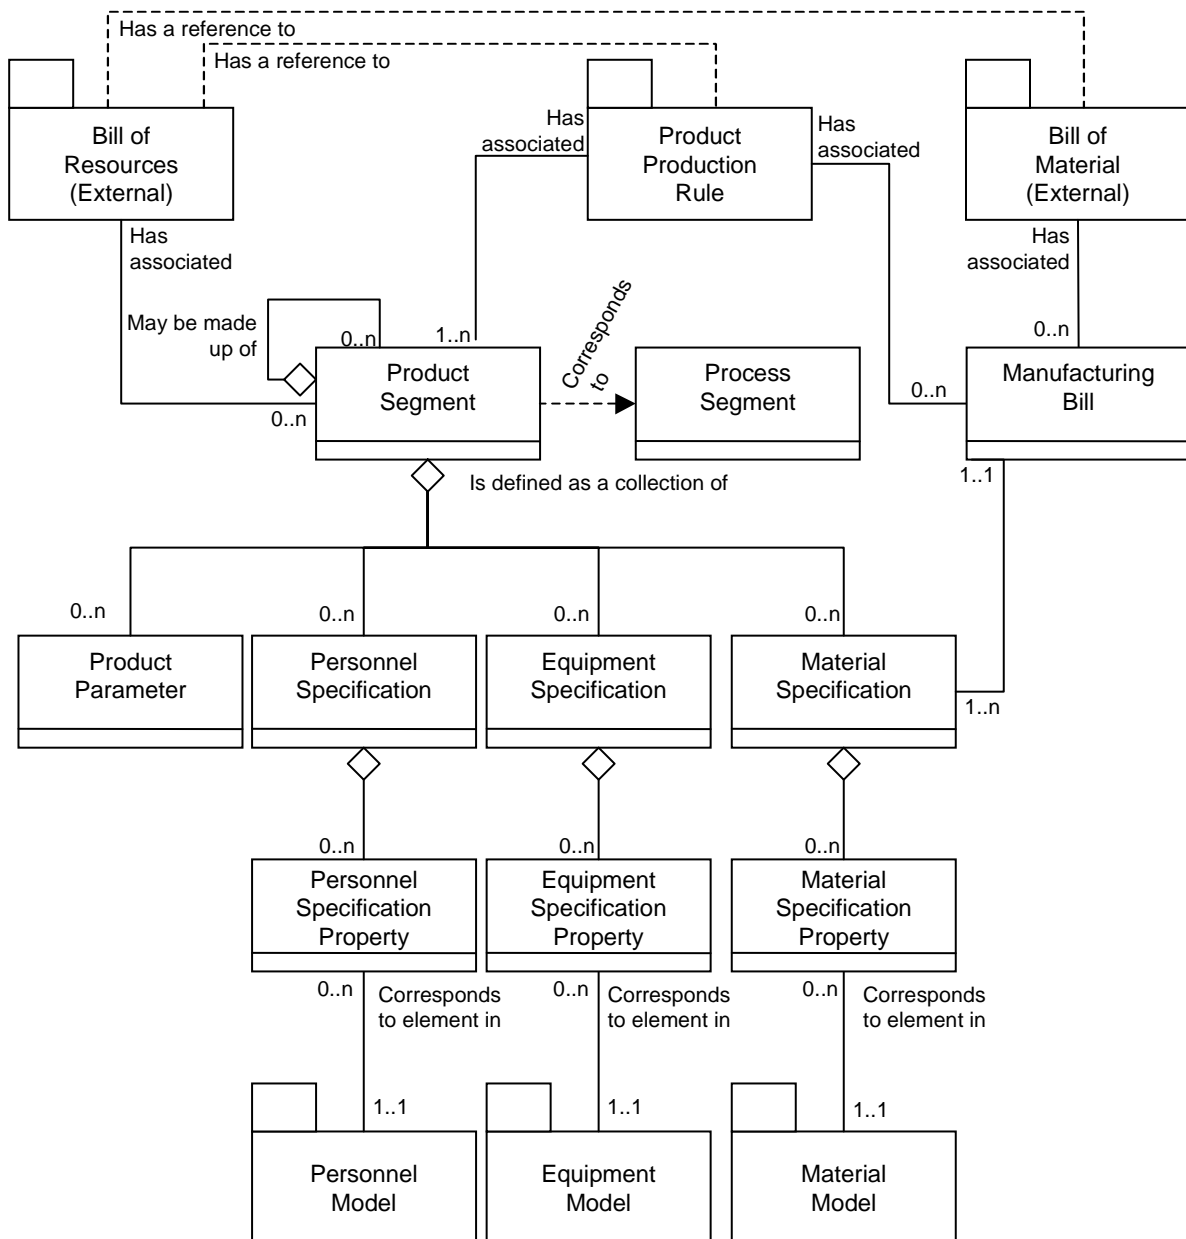 Has a reference to
Has a reference to
Bill of
Resources
(External)
Has
associated
Product
Production
Rule
Has
associated
Bill of
Material
(External)
Has
associated
Has
associated
May be made
up of
0..n
1..n
Corresponds
to
0..n
0..n
0..n
Product
Segment
Process
Segment
Manufacturing
Bill
Is defined as a collection of
1..1
0..n
0..n
0..n
0..n
Product
Parameter
Personnel
Specification
Equipment
Specification
Material
Specification
1..n
0..n
0..n
0..n
Personnel
Specification
Property
Equipment
Specification
Property
Material
Specification
Property
0..n
Corresponds
to element in
0..n
Corresponds
to element in
0..n
Corresponds
to element in
1..1
1..1
1..1
Personnel
Model
Equipment
Model
Material
Model